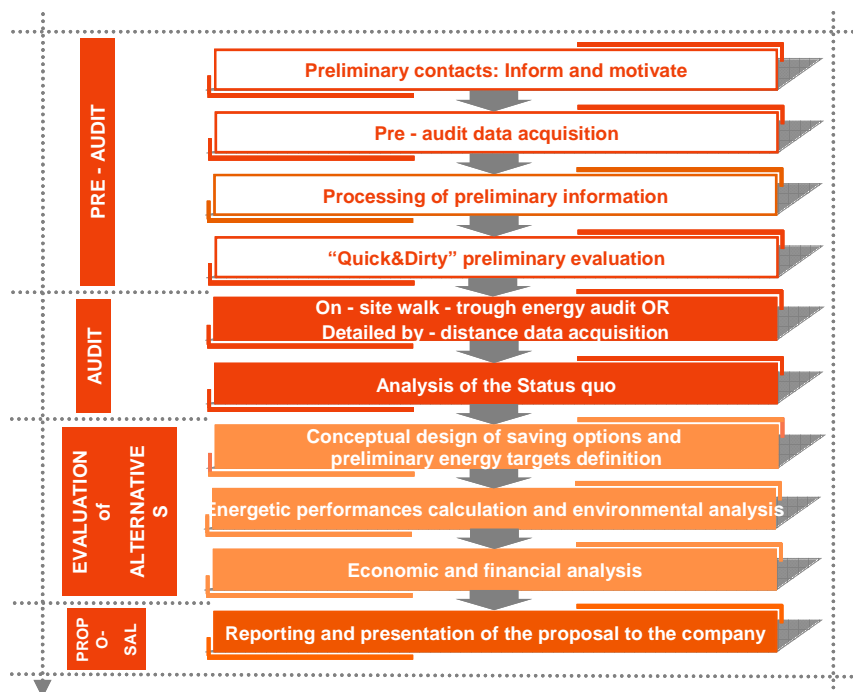 PRE - AUDIT
Preliminary contacts: Inform and motivate
Pre - audit data acquisition
Processing of preliminary information
“Quick&Dirty” preliminary evaluation
AUDIT
On - site walk - trough energy audit OR
Detailed by - distance data acquisition
Analysis of the Status quo
EVALUATION
of
ALTERNATIVE
S
Conceptual design of saving options and
preliminary energy targets definition
Energetic performances calculation and environmental analysis
Economic and financial analysis
PROP
O-
SAL
Reporting and presentation of the proposal to the company